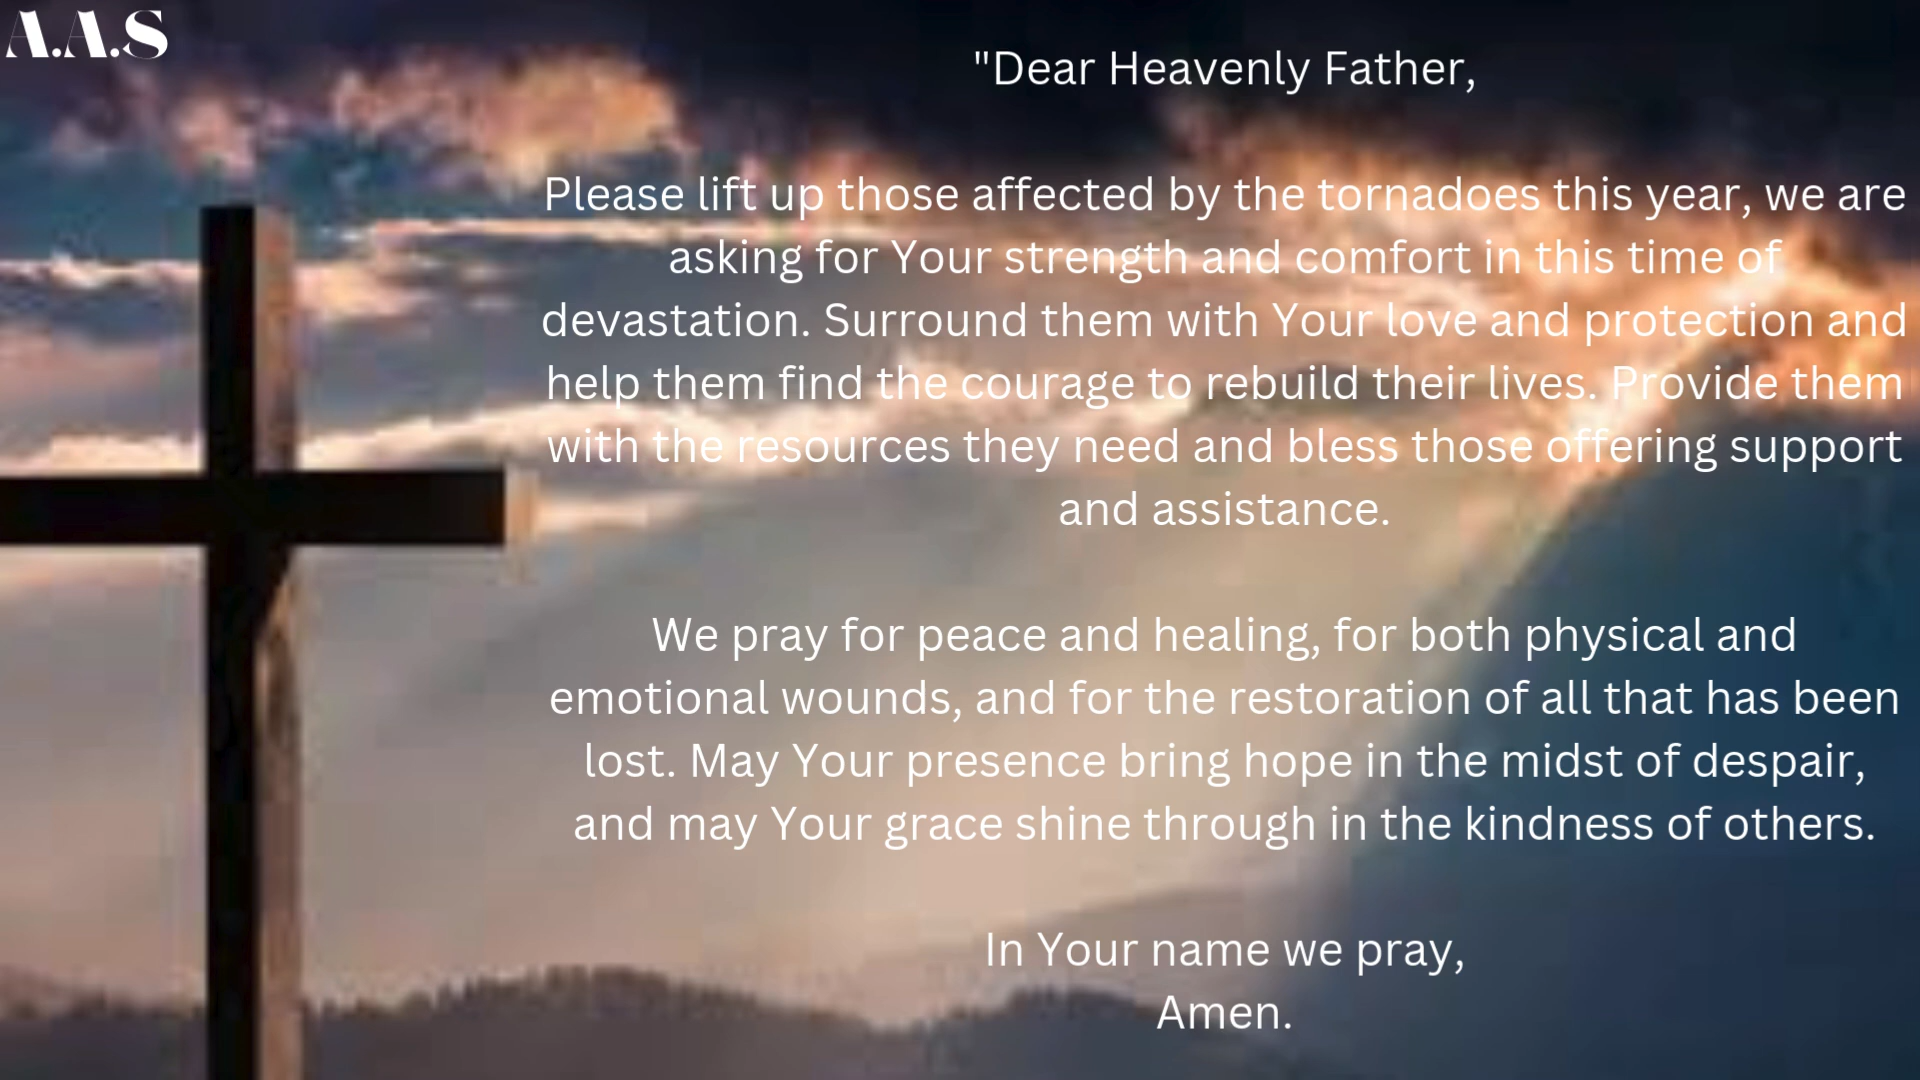 A.A.S
"Dear Heavenly Father,
Please lift up those affected by the tornadoes this year, we are
asking for Your strength and comfort in this time of
devastation. Surround them with Your love and protection and
help them find the courage to rebuild their lives. Provide them
with the resources they need and bless those offering support
and assistance.
We pray for peace and healing, for both physical and
emotional wounds, and for the restoration of all that has been
lost. May Your presence bring hope in the midst of despair,
and may Your grace shine through in the kindness of others.
In Your name we pray,
Amen.